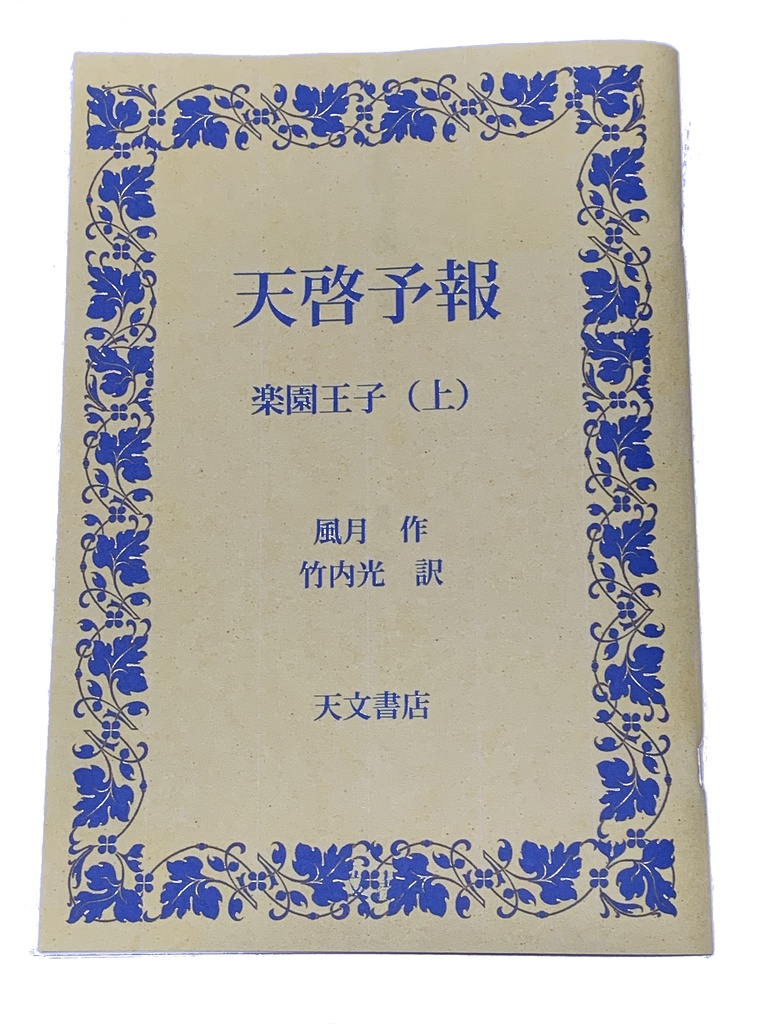 天啓予報
楽園王子（上）
風月　作
竹内光　訳
天文書店